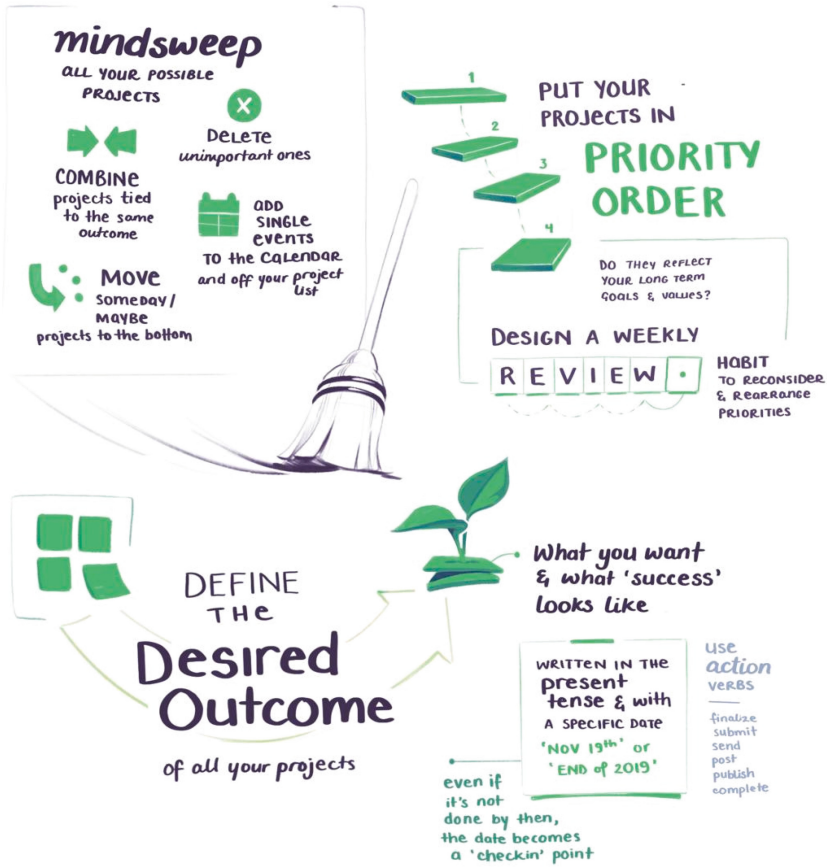 mindsweep
ALL YOUR POSSIBLE
PROJECTS
DELETE
unimportant ones
COMBINE
projects tied
to the same
outcome
ADD
SINGLE
EVENTS
TO THE CALENDAR
and off your project
list
MOVE
SOMEDAY/
MAYBE
projects to the bottom
1
2
3
4
PUT YOUR
PROJECTS IN
PRIORITY
ORDER
DO THEY REFLECT
YOUR LONG TERM
GOALS & VALUES?
DESIGN A WEEKLY
REVIEW
HABIT
TO RECONSIDER
& REARRANGE
PRIORITIES
DEFINE
THE
Desired
Outcome
of all your projects
What you want
& what 'success'
looks like
WRITTEN IN THE
present
tense & with
A SPECIFIC DATE
'NOV 19th' or
'END of 2019'
use
action
VERBS
finalize
submit
send
post
publish
complete
even if
it's not
done by then,
the date becomes
a 'checkin' point